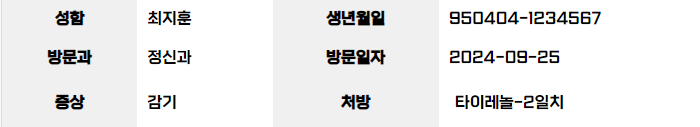 성함 최지훈 생년월일 950404-1234567
방문과 정신과 방문일자 2024-09-25
증상 감기 처방 타이레놀-2일치